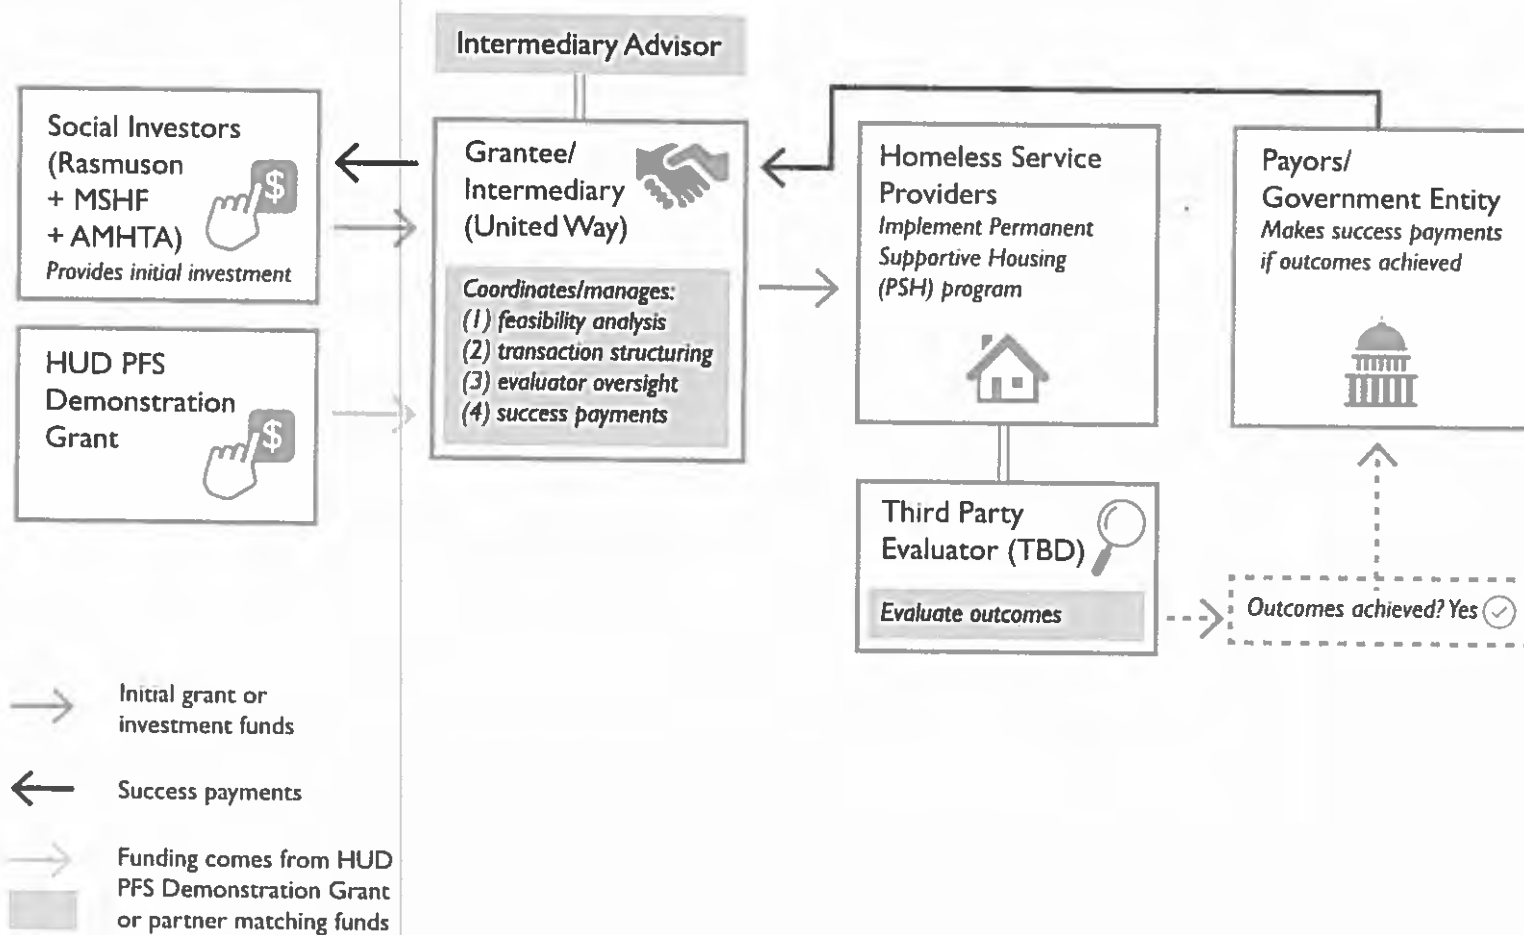 Intermediary Advisor
Social Investors
(Rasmuson
+ MSHF
+ AMHTA)
Provides initial investment
$
HUD PFS
Demonstration
Grant
$
Grantee/
Intermediary
(United Way)
Coordinates/manages:
(1) feasibility analysis
(2) transaction structuring
(3) evaluator oversight
(4) success payments
Homeless Service
Providers
Implement Permanent
Supportive Housing
(PSH) program
Payors/
Government Entity
Makes success payments
if outcomes achieved
Third Party
Evaluator (TBD)
Evaluate outcomes
Outcomes achieved? Yes
Initial grant or
investment funds
Success payments
Funding comes from HUD
PFS Demonstration Grant
or partner matching funds